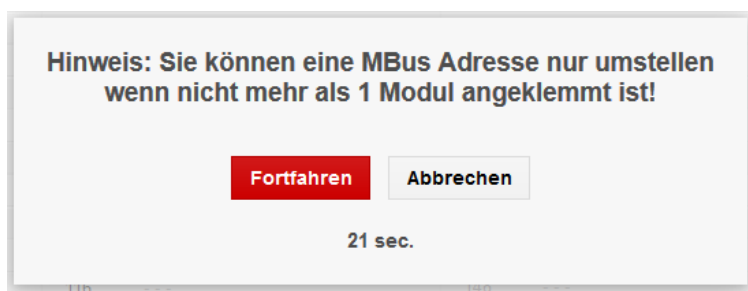 Hinweis: Sie können eine MBus Adresse nur umstellen
wenn nicht mehr als 1 Modul angeklemmt ist!
Fortfahren Abbrechen
21 sec.